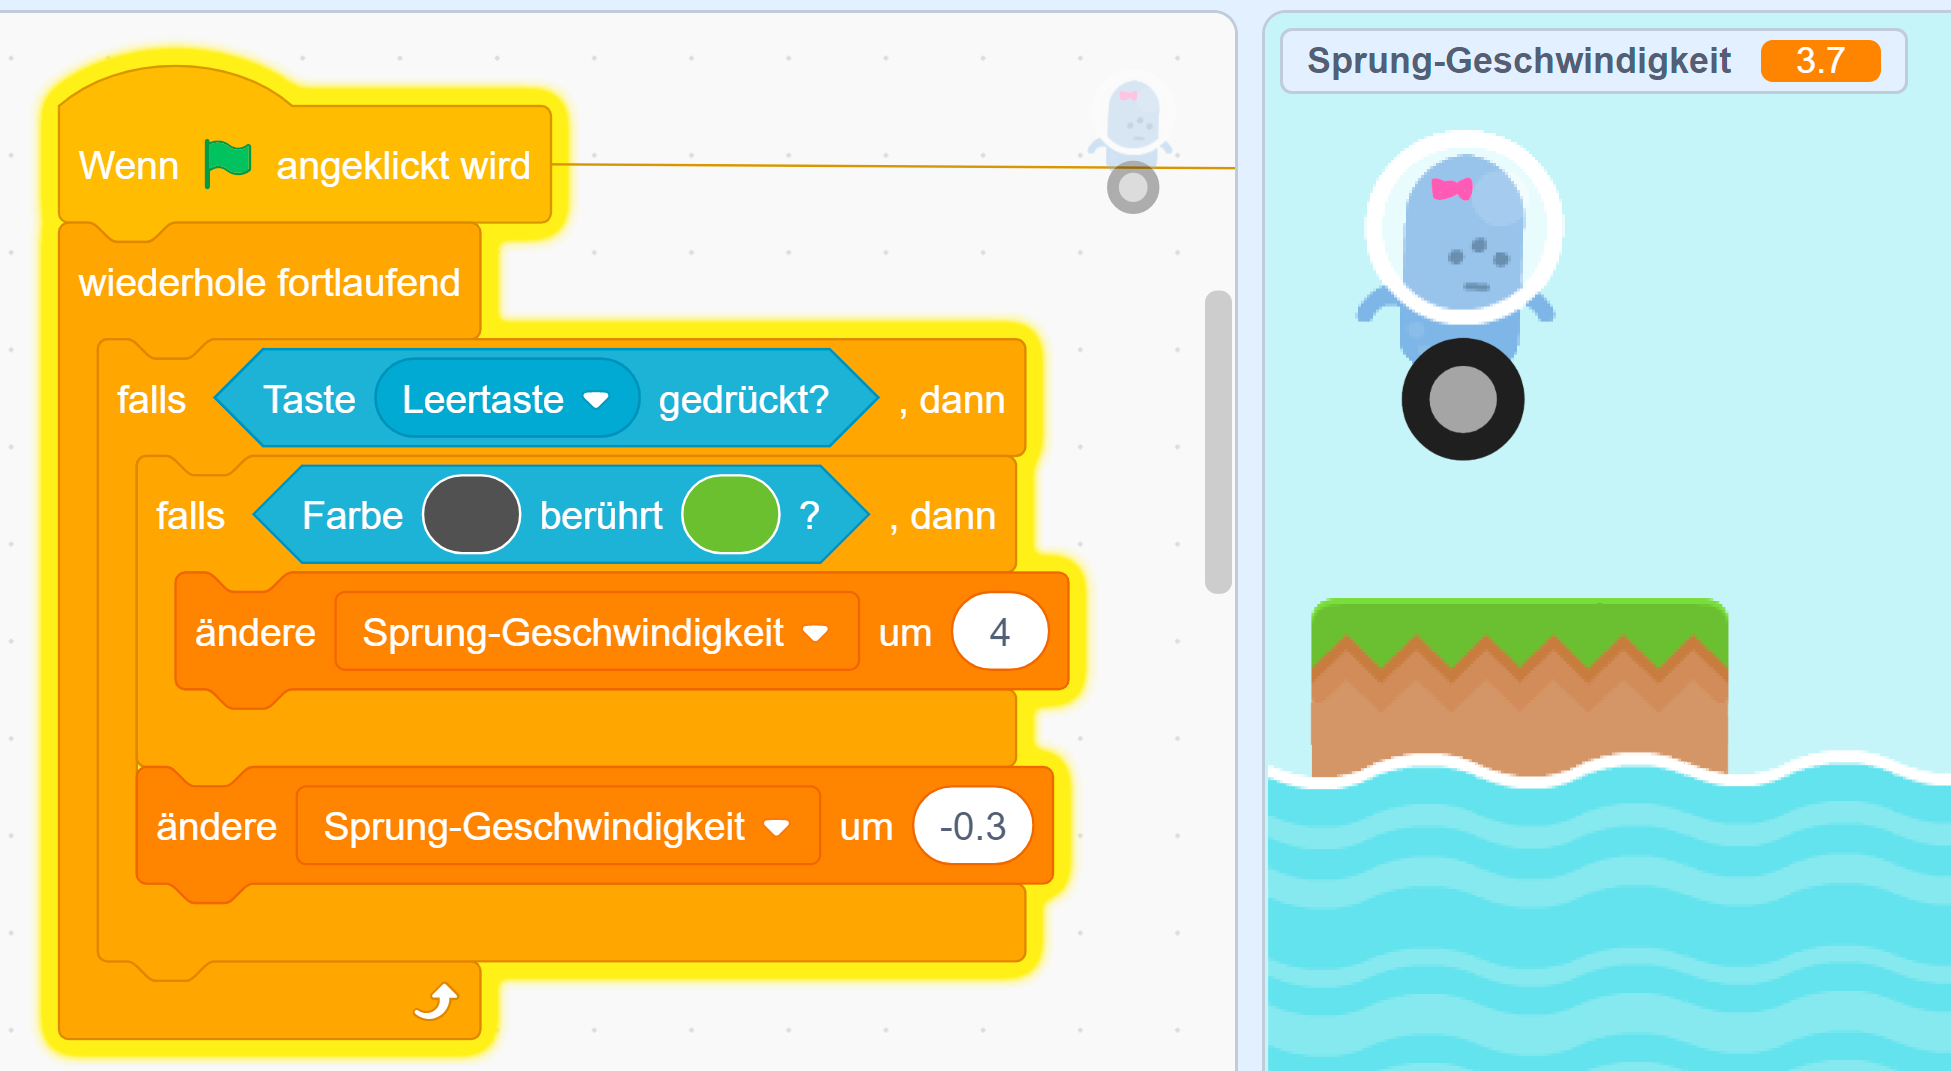 Wenn angeklickt wird
wiederhole fortlaufend
falls Taste Leertaste gedrückt? , dann
falls Farbe berührt ? , dann
ändere Sprung-Geschwindigkeit um 4
ändere Sprung-Geschwindigkeit um -0.3
Sprung-Geschwindigkeit 3.7